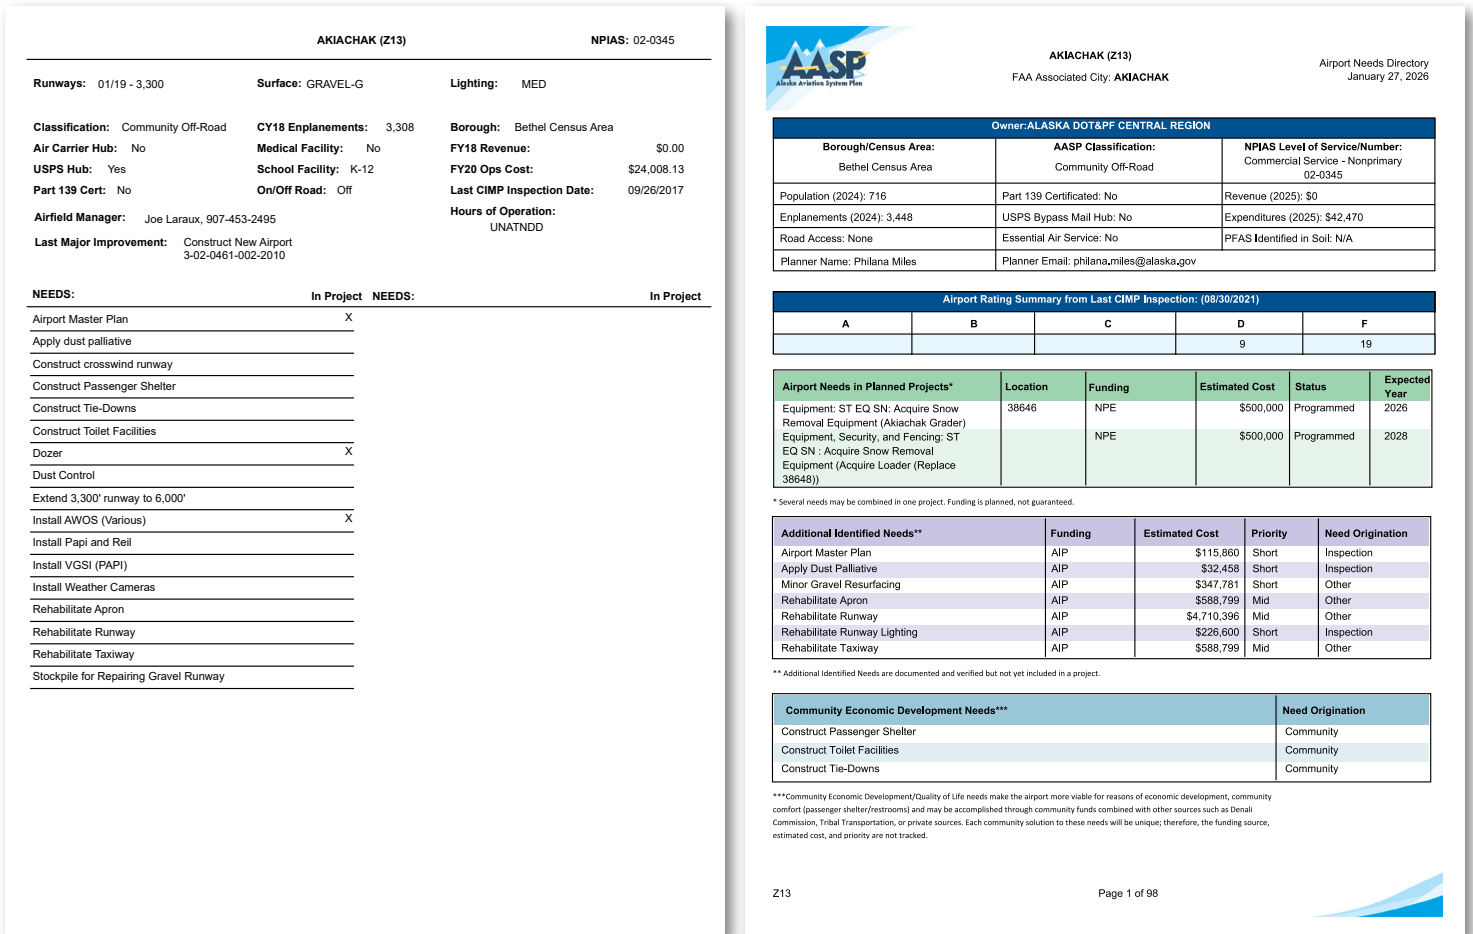 AKIACHAK (Z13) NPIAS: 02-0345
Runways: 01/19 - 3,300 Surface: GRAVEL-G Lighting: MED
Classification: Community Off-Road CY18 Enplanements: 3,308 Borough: Bethel Census Area
Air Carrier Hub: No Medical Facility: No FY18 Revenue: $0.00
USPS Hub: Yes School Facility: K-12 FY20 Ops Cost: $24,008.13
Part 139 Cert: No On/Off Road: Off Last CIMP Inspection Date: 09/26/2017
Airfield Manager: Joe Laraux, 907-453-2495 Hours of Operation:
UNATNDD
Last Major Improvement: Construct New Airport
3-02-0461-002-2010
NEEDS: In Project NEEDS: In Project
Airport Master Plan X
Apply dust palliative
Construct crosswind runway
Construct Passenger Shelter
Construct Tie-Downs
Construct Toilet Facilities
Dozer X
Dust Control
Extend 3,300' runway to 6,000'
Install AWOS (Various) X
Install Papi and Reil
Install VGSI (PAPI)
Install Weather Cameras
Rehabilitate Apron
Rehabilitate Runway
Rehabilitate Taxiway
Stockpile for Repairing Gravel Runway
AASP
Alaska Aviation System Plan
AKIACHAK (Z13)
FAA Associated City: AKIACHAK
Airport Needs Directory
January 27, 2026
Owner:ALASKA DOT&PF CENTRAL REGION
Borough/Census Area: AASP Classification: NPIAS Level of Service/Number:
Bethel Census Area Community Off-Road Commercial Service - Nonprimary
02-0345
Population (2024): 716 Part 139 Certificated: No Revenue (2025): $0
Enplanements (2024): 3,448 USPS Bypass Mail Hub: No Expenditures (2025): $42,470
Road Access: None Essential Air Service: No PFAS Identified in Soil: N/A
Planner Name: Philana Miles Planner Email: philana.miles@alaska.gov
Airport Rating Summary from Last CIMP Inspection: (08/30/2021)
A B C D F
9 19
Airport Needs in Planned Projects* Location Funding Estimated Cost Status Expected
Year
Equipment: ST EQ SN: Acquire Snow 38646 NPE $500,000 Programmed 2026
Removal Equipment (Akiachak Grader)
Equipment, Security, and Fencing: ST NPE $500,000 Programmed 2028
EQ SN : Acquire Snow Removal
Equipment (Acquire Loader (Replace
38648))
* Several needs may be combined in one project. Funding is planned, not guaranteed.
Additional Identified Needs** Funding Estimated Cost Priority Need Origination
Airport Master Plan AIP $115,860 Short Inspection
Apply Dust Palliative AIP $32,458 Short Inspection
Minor Gravel Resurfacing AIP $347,781 Short Other
Rehabilitate Apron AIP $588,799 Mid Other
Rehabilitate Runway AIP $4,710,396 Mid Other
Rehabilitate Runway Lighting AIP $226,600 Short Inspection
Rehabilitate Taxiway AIP $588,799 Mid Other
** Additional Identified Needs are documented and verified but not yet included in a project.
Community Economic Development Needs*** Need Origination
Construct Passenger Shelter Community
Construct Toilet Facilities Community
Construct Tie-Downs Community
***Community Economic Development/Quality of Life needs make the airport more viable for reasons of economic development, community
comfort (passenger shelter/restrooms) and may be accomplished through community funds combined with other sources such as Denali
Commission, Tribal Transportation, or private sources. Each community solution to these needs will be unique; therefore, the funding source,
estimated cost, and priority are not tracked.
Z13 Page 1 of 98